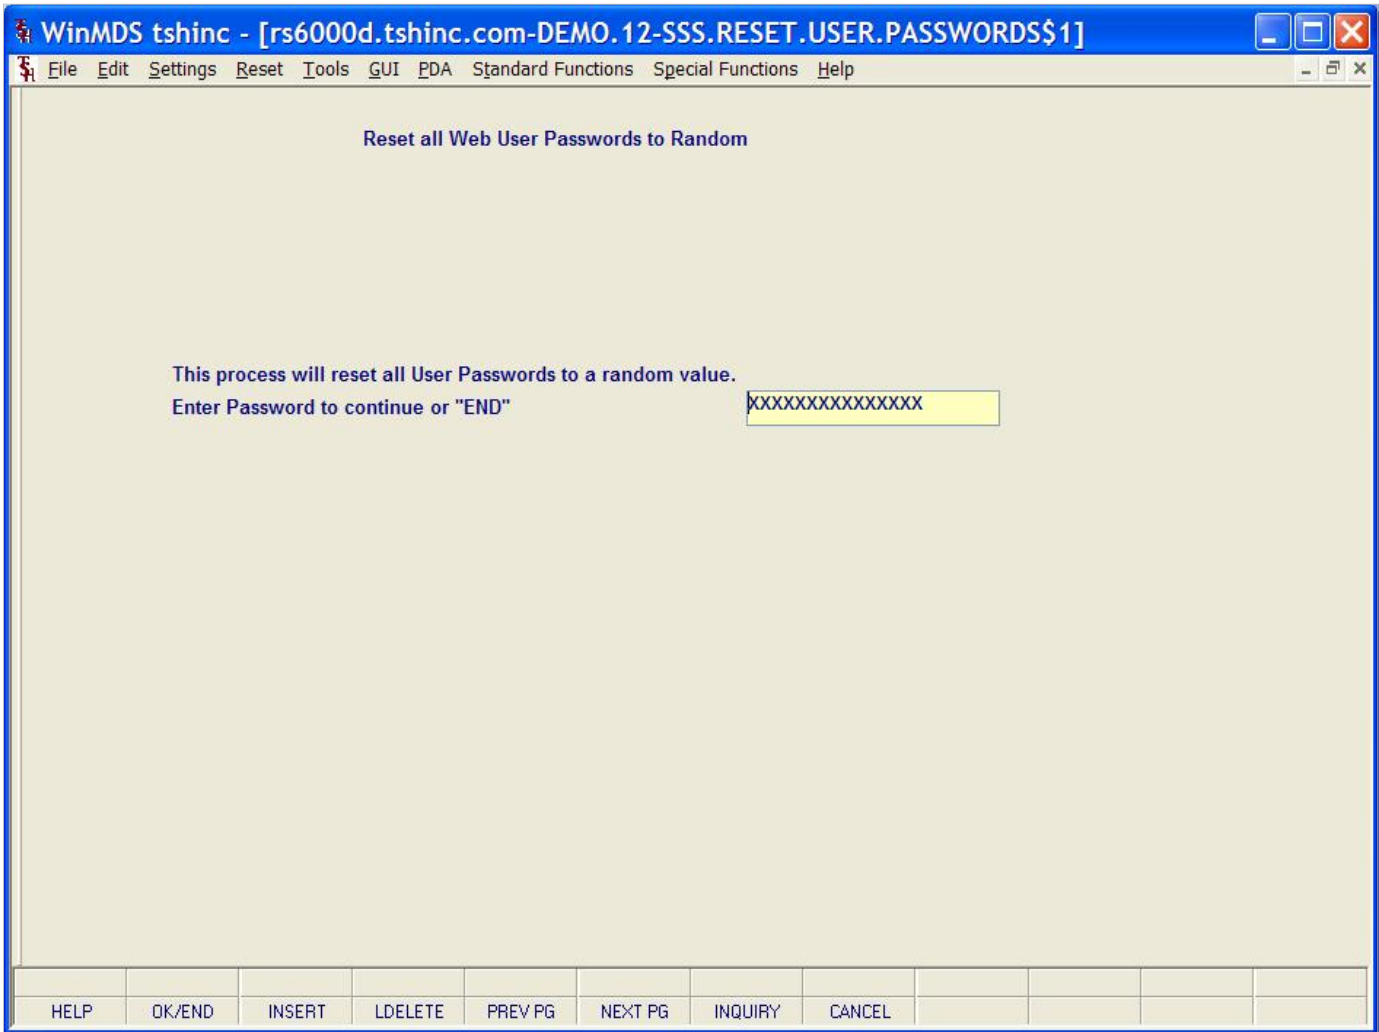 WinMDS tshinc - [rs6000d.tshinc.com-DEMO.12-SSS.RESET.USER.PASSWORDS$1]
File Edit Settings Reset Tools GUI PDA Standard Functions Special Functions Help
Reset all Web User Passwords to Random
This process will reset all User Passwords to a random value.
Enter Password to continue or "END" XXXXXXXXXXXXXXX
HELP OK/END INSERT LDELETE PREV PG NEXT PG INQUIRY CANCEL